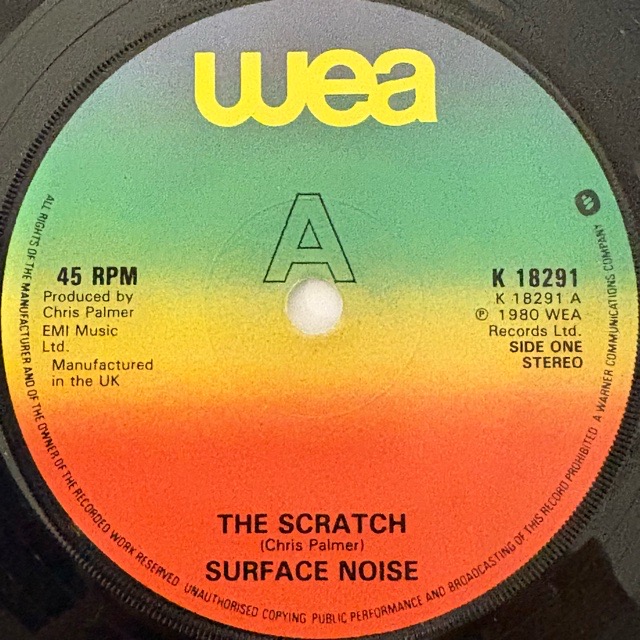 wea
A
45 RPM
Produced by
Chris Palmer
EMI Music
Ltd.
Manufactured
in the UK
K 18291
K 18291 A
℗ 1980 WEA
Records Ltd.
SIDE ONE
STEREO
THE SCRATCH
(Chris Palmer)
SURFACE NOISE
ALL RIGHTS OF THE MANUFACTURER AND OF THE OWNER OF THE RECORDED WORK RESERVED UNAUTHORISED COPYING PUBLIC PERFORMANCE AND BROADCASTING OF THIS RECORD PROHIBITED A WARNER COMMUNICATIONS COMPANY